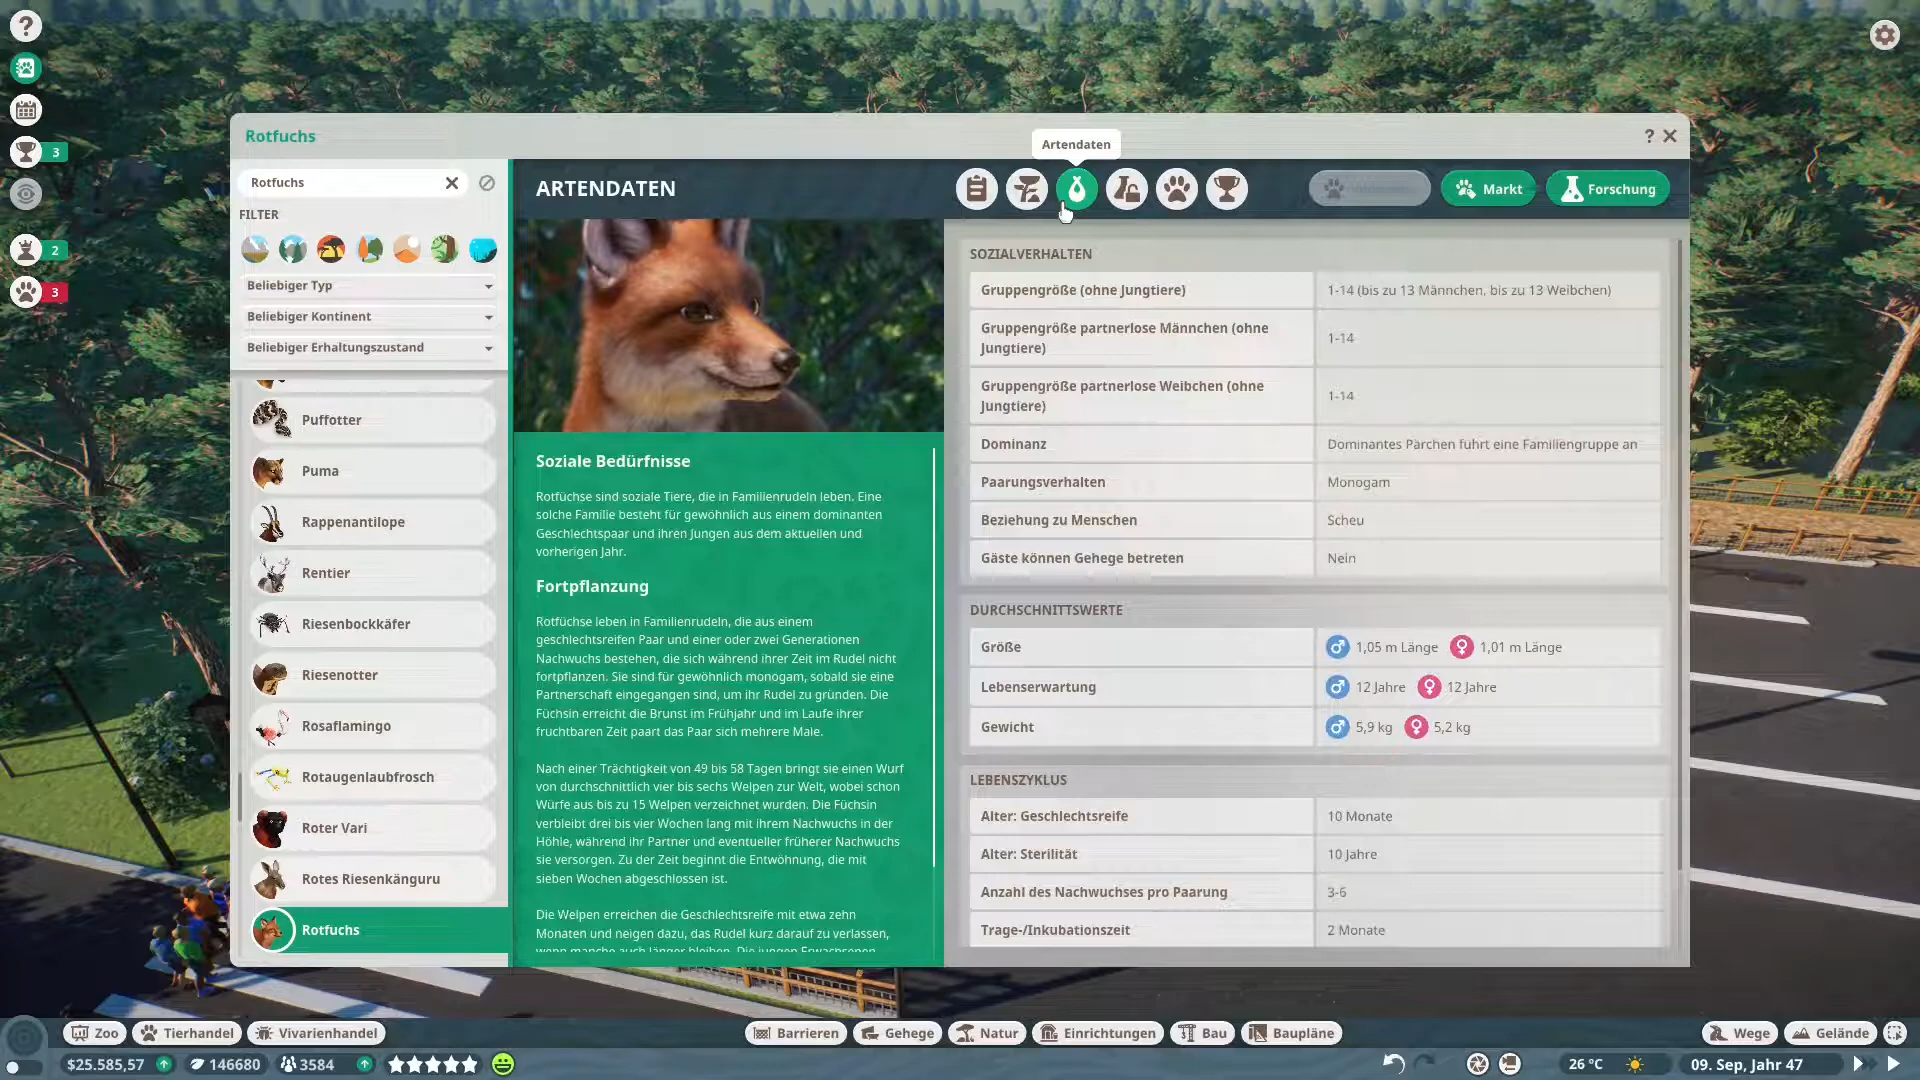 3
2
3
Rotfuchs
Artendaten
?
Rotfuchs
FILTER
Beliebiger Typ
Beliebiger Kontinent
Beliebiger Erhaltungszustand
Puffotter
Puma
Rappenantilope
Rentier
Riesenbockkäfer
Riesenotter
Rosaflamingo
Rotaugenlaubfrosch
Roter Vari
Rotes Riesenkänguru
Rotfuchs
ARTENDATEN
Markt
Forschung
Soziale Bedürfnisse
Rotfüchse sind soziale Tiere, die in Familienrudeln leben. Eine
solche Familie besteht für gewöhnlich aus einem dominanten
Geschlechtspaar und ihren Jungen aus dem aktuellen und
vorherigen Jahr.
Fortpflanzung
Rotfüchse leben in Familienrudeln, die aus einem
geschlechtsreifen Paar und einer oder zwei Generationen
Nachwuchs bestehen, die sich während ihrer Zeit im Rudel nicht
fortpflanzen. Sie sind für gewöhnlich monogam, sobald sie eine
Partnerschaft eingegangen sind, um ihr Rudel zu gründen. Die
Füchsin erreicht die Brunst im Frühjahr und im Laufe ihrer
fruchtbaren Zeit paart das Paar sich mehrere Male.
Nach einer Trächtigkeit von 49 bis 58 Tagen bringt sie einen Wurf
von durchschnittlich vier bis sechs Welpen zur Welt, wobei schon
Würfe aus bis zu 15 Welpen verzeichnet wurden. Die Füchsin
verbleibt drei bis vier Wochen lang mit ihrem Nachwuchs in der
Höhle, während ihr Partner und eventueller früherer Nachwuchs
sie versorgen. Zu der Zeit beginnt die Entwöhnung, die mit
sieben Wochen abgeschlossen ist.
Die Welpen erreichen die Geschlechtsreife mit etwa zehn
Monaten und neigen dazu, das Rudel kurz darauf zu verlassen,
wenn manche auch länger bleiben. Die jungen Erwachsenen
SOZIALVERHALTEN
Gruppengröße (ohne Jungtiere) 1-14 (bis zu 13 Männchen, bis zu 13 Weibchen)
Gruppengröße partnerlose Männchen (ohne
Jungtiere) 1-14
Gruppengröße partnerlose Weibchen (ohne
Jungtiere) 1-14
Dominanz Dominantes Pärchen führt eine Familiengruppe an
Paarungsverhalten Monogam
Beziehung zu Menschen Scheu
Gäste können Gehege betreten Nein
DURCHSCHNITTSWERTE
Größe 1,05 m Länge 1,01 m Länge
Lebenserwartung 12 Jahre 12 Jahre
Gewicht 5,9 kg 5,2 kg
LEBENSZYKLUS
Alter: Geschlechtsreife 10 Monate
Alter: Sterilität 10 Jahre
Anzahl des Nachwuchses pro Paarung 3-6
Trage-/Inkubationszeit 2 Monate
Zoo Tierhandel Vivarienhandel Barrieren Gehege Natur Einrichtungen Bau Baupläne Wege Gelände
$25.585,57 146680 3584 26 °C 09. Sep, Jahr 47